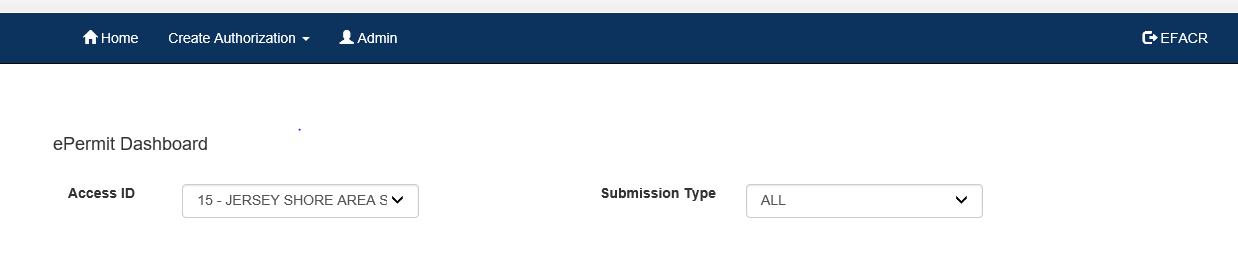 Home Create Authorization Admin EFACR
ePermit Dashboard
Access ID 15 - JERSEY SHORE AREA S Submission Type ALL